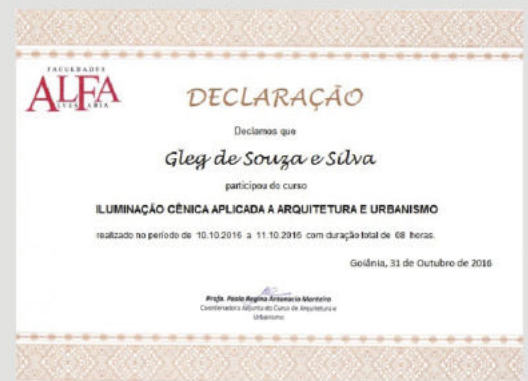 FACULDADES
ALFA
DECLARAÇÃO
Declamos que
Gleg de Souza e Silva
participou do curso
ILUMINAÇÃO CÊNICA APLICADA A ARQUITETURA E URBANISMO
realizado no período de 10.10.2016 a 11.10.2016 com duração total de 08 horas.
Goiânia, 31 de Outubro de 2016
Profa. Paola Regina Antonacio Monteiro
Coordenadora Adjunta do Curso de Arquitetura e
Urbanismo